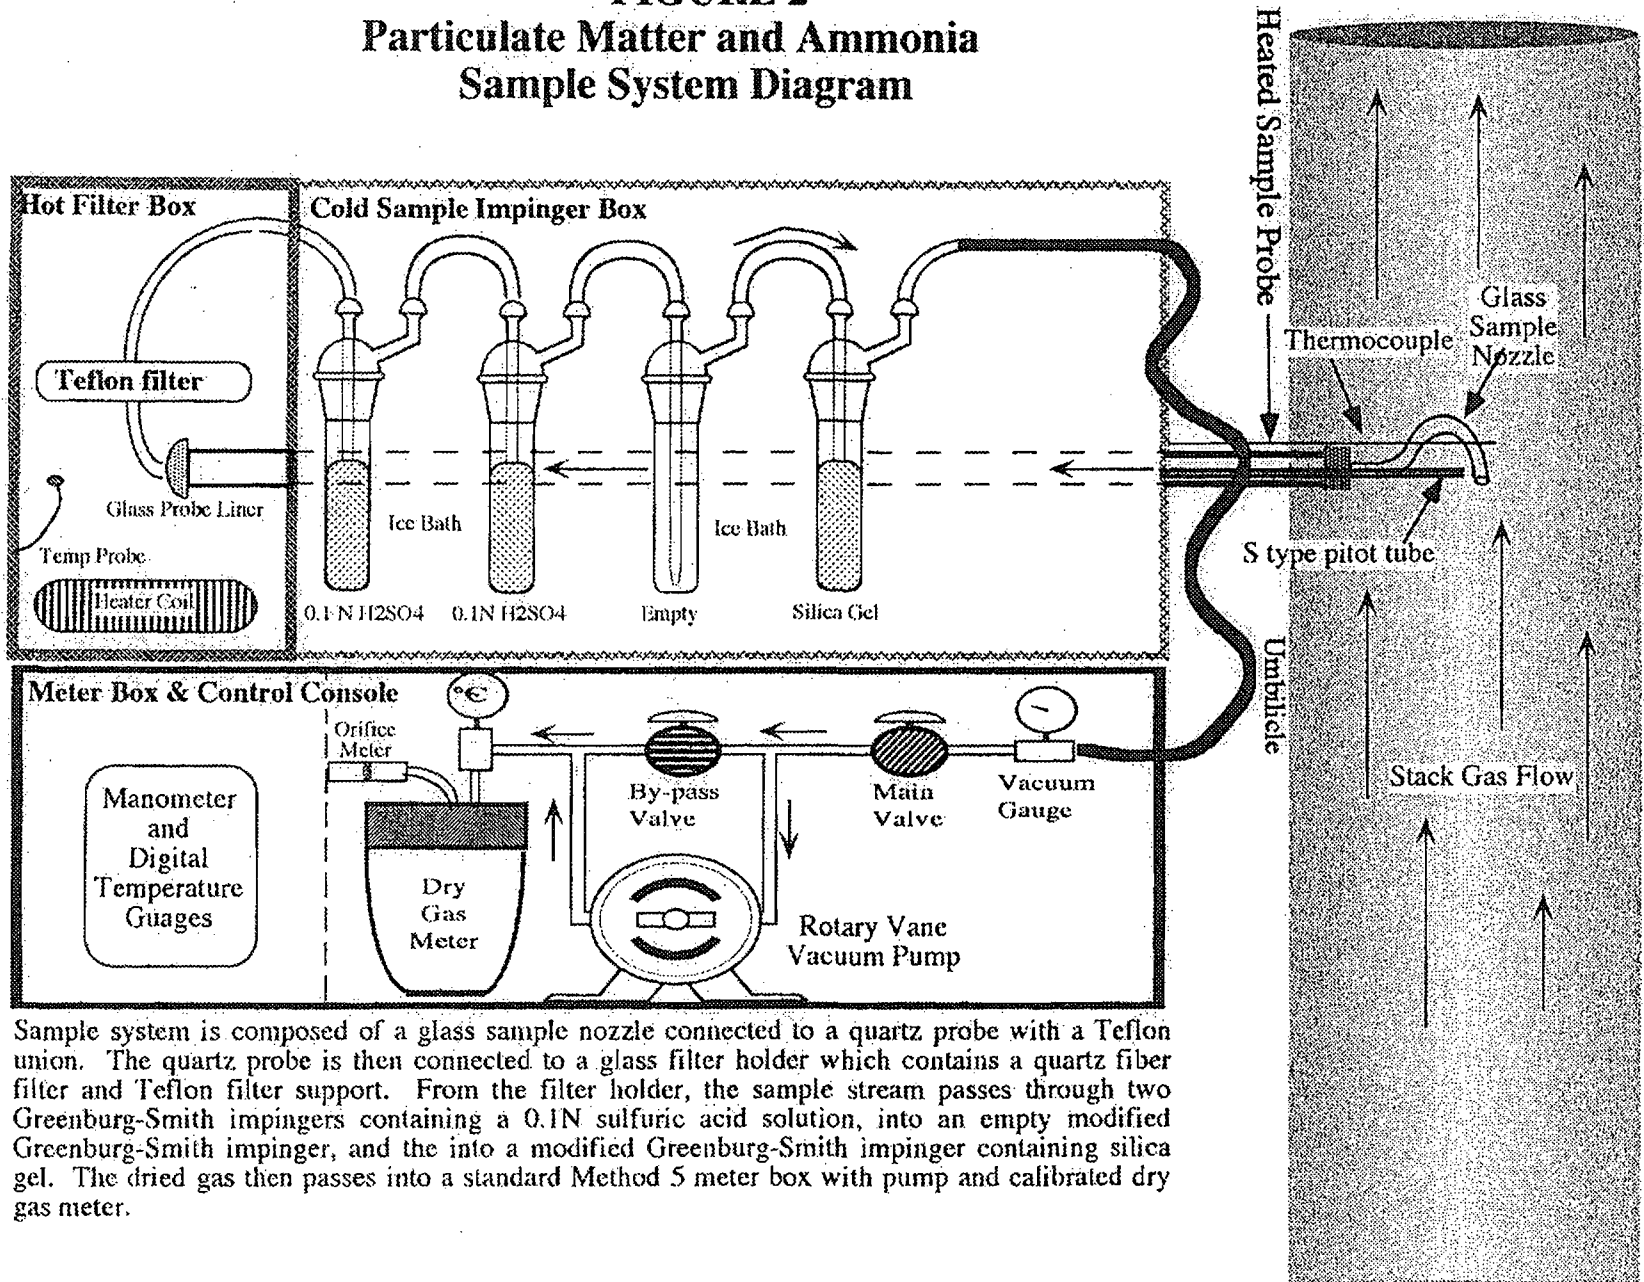 FIGURE 2
Particulate Matter and Ammonia
Sample System Diagram
Heated Sample Probe
Hot Filter Box
Cold Sample Impinger Box
Glass
Sample
Nozzle
Thermocouple
Teflon filter
Glass Probe Liner
Ice Bath
Ice Bath
S type pitot tube
Temp Probe
Heater Coil
0.1 N H2SO4
0.1N H2SO4
Empty
Silica Gel
Umbilicle
Meter Box & Control Console
°C
Orifice
Meter
Manometer
and
Digital
Temperature
Guages
By-pass
Valve
Main
Valve
Vacuum
Gauge
Stack Gas Flow
Dry
Gas
Meter
Rotary Vane
Vacuum Pump
Sample system is composed of a glass sample nozzle connected to a quartz probe with a Teflon
union. The quartz probe is then connected to a glass filter holder which contains a quartz fiber
filter and Teflon filter support. From the filter holder, the sample stream passes through two
Greenburg-Smith impingers containing a 0.1N sulfuric acid solution, into an empty modified
Greenburg-Smith impinger, and the into a modified Greenburg-Smith impinger containing silica
gel. The dried gas then passes into a standard Method 5 meter box with pump and calibrated dry
gas meter.